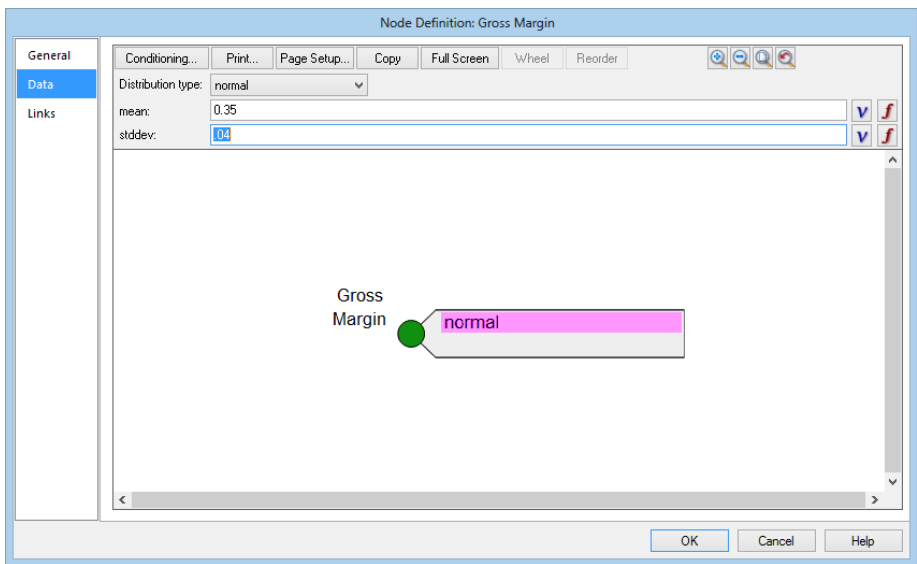 Node Definition: Gross Margin
General
Data
Links
Conditioning... Print... Page Setup... Copy Full Screen Wheel Reorder
Distribution type: normal
mean: 0.35 v f
stddev: .04 v f
Gross
Margin
normal
OK Cancel Help